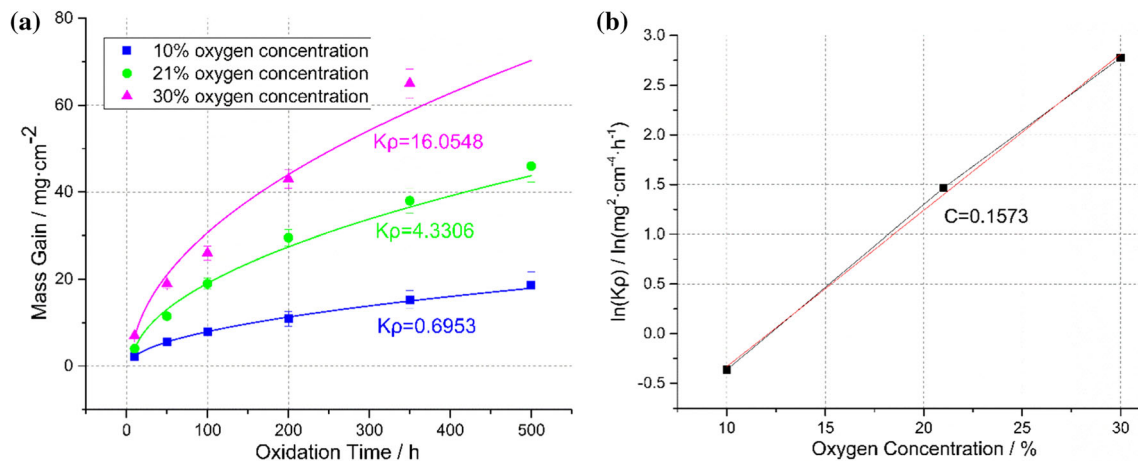 (a)
80
60
40
20
0
0 100 200 300 400 500
Mass Gain / mg·cm⁻²
Oxidation Time / h
10% oxygen concentration
21% oxygen concentration
30% oxygen concentration
Kρ=16.0548
Kρ=4.3306
Kρ=0.6953
(b)
3.0
2.5
2.0
1.5
1.0
0.5
0.0
-0.5
10 15 20 25 30
ln(Kρ) / ln(mg²·cm⁻⁴·h⁻¹)
Oxygen Concentration / %
C=0.1573